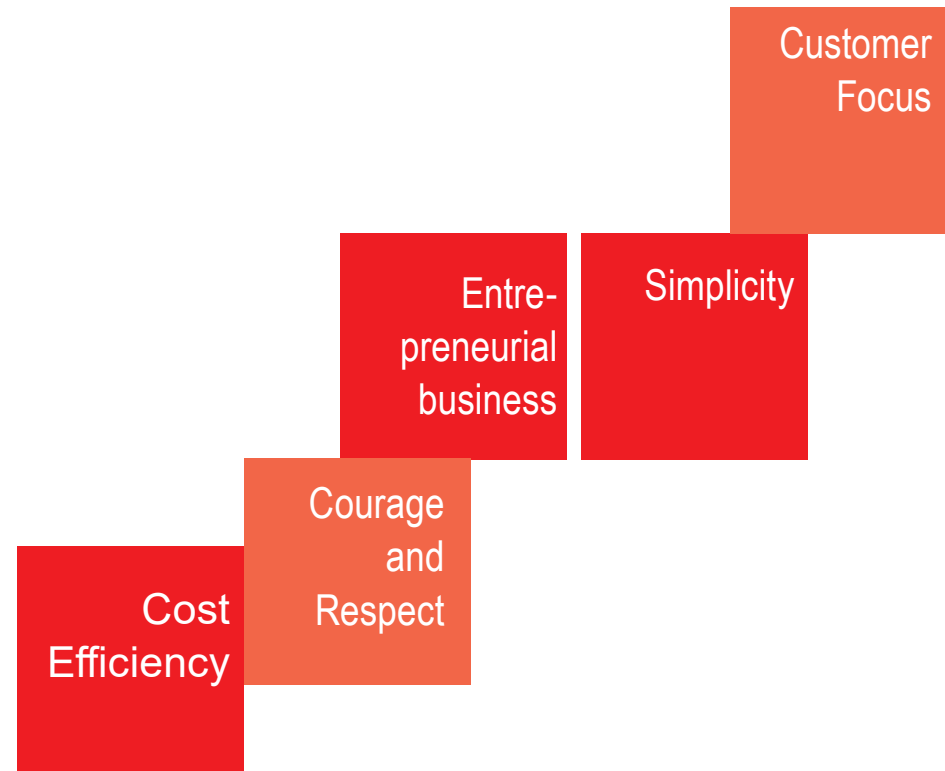 Customer
Focus
Entre-
preneurial
business
Simplicity
Courage
and
Respect
Cost
Efficiency